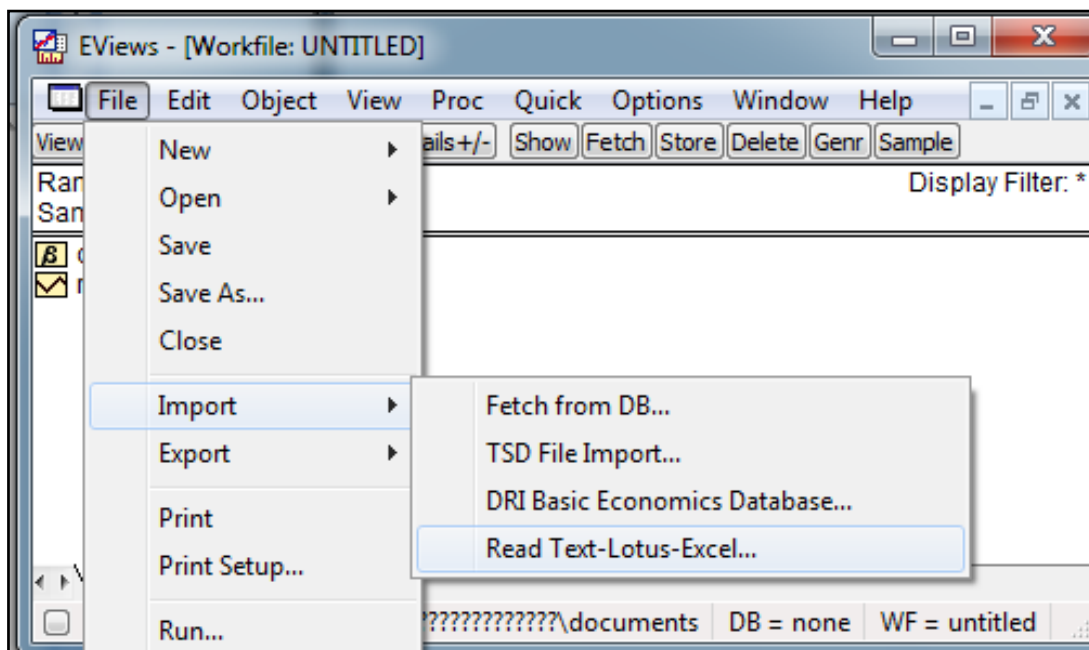 EViews - [Workfile: UNTITLED]
File Edit Object View Proc Quick Options Window Help
View ails+/- Show Fetch Store Delete Genr Sample
Ran Display Filter: *
San
New
Open
Save
Save As...
Close
Import
Export
Print
Print Setup...
Run...
Fetch from DB...
TSD File Import...
DRI Basic Economics Database...
Read Text-Lotus-Excel...
?????????????\documents DB = none WF = untitled